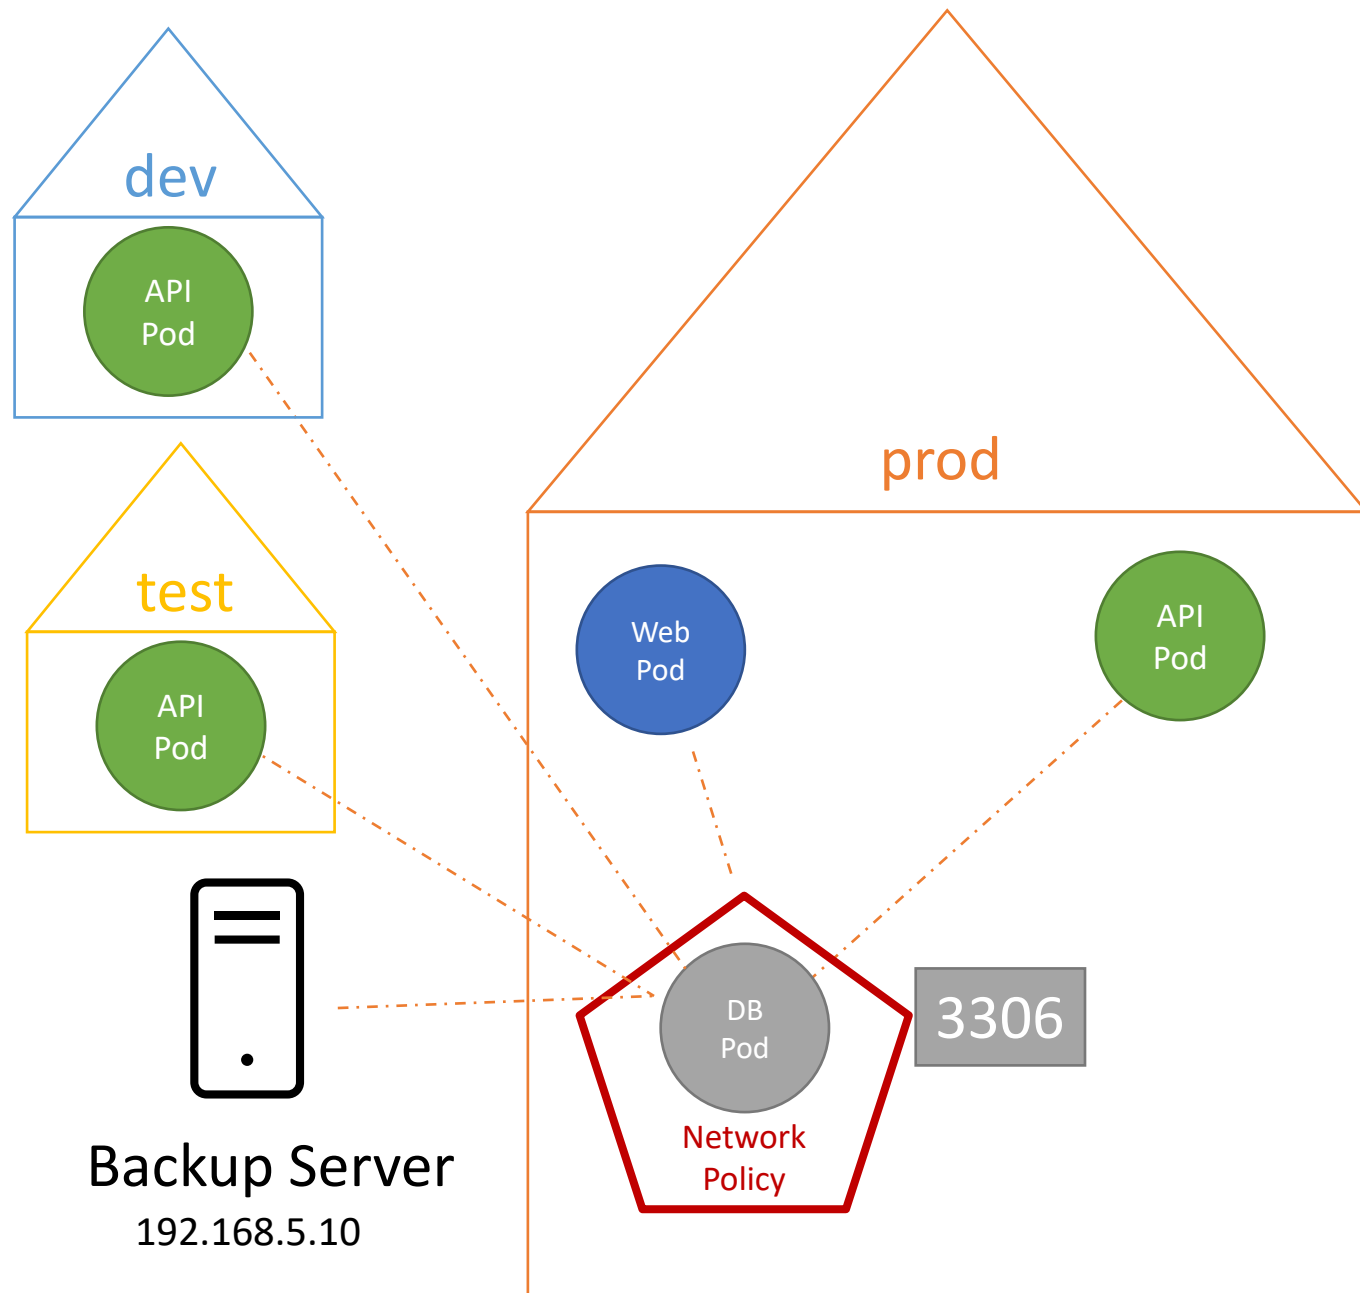 dev
API
Pod
test
API
Pod
Backup Server
192.168.5.10
prod
Web
Pod
API
Pod
DB
Pod
Network
Policy
3306